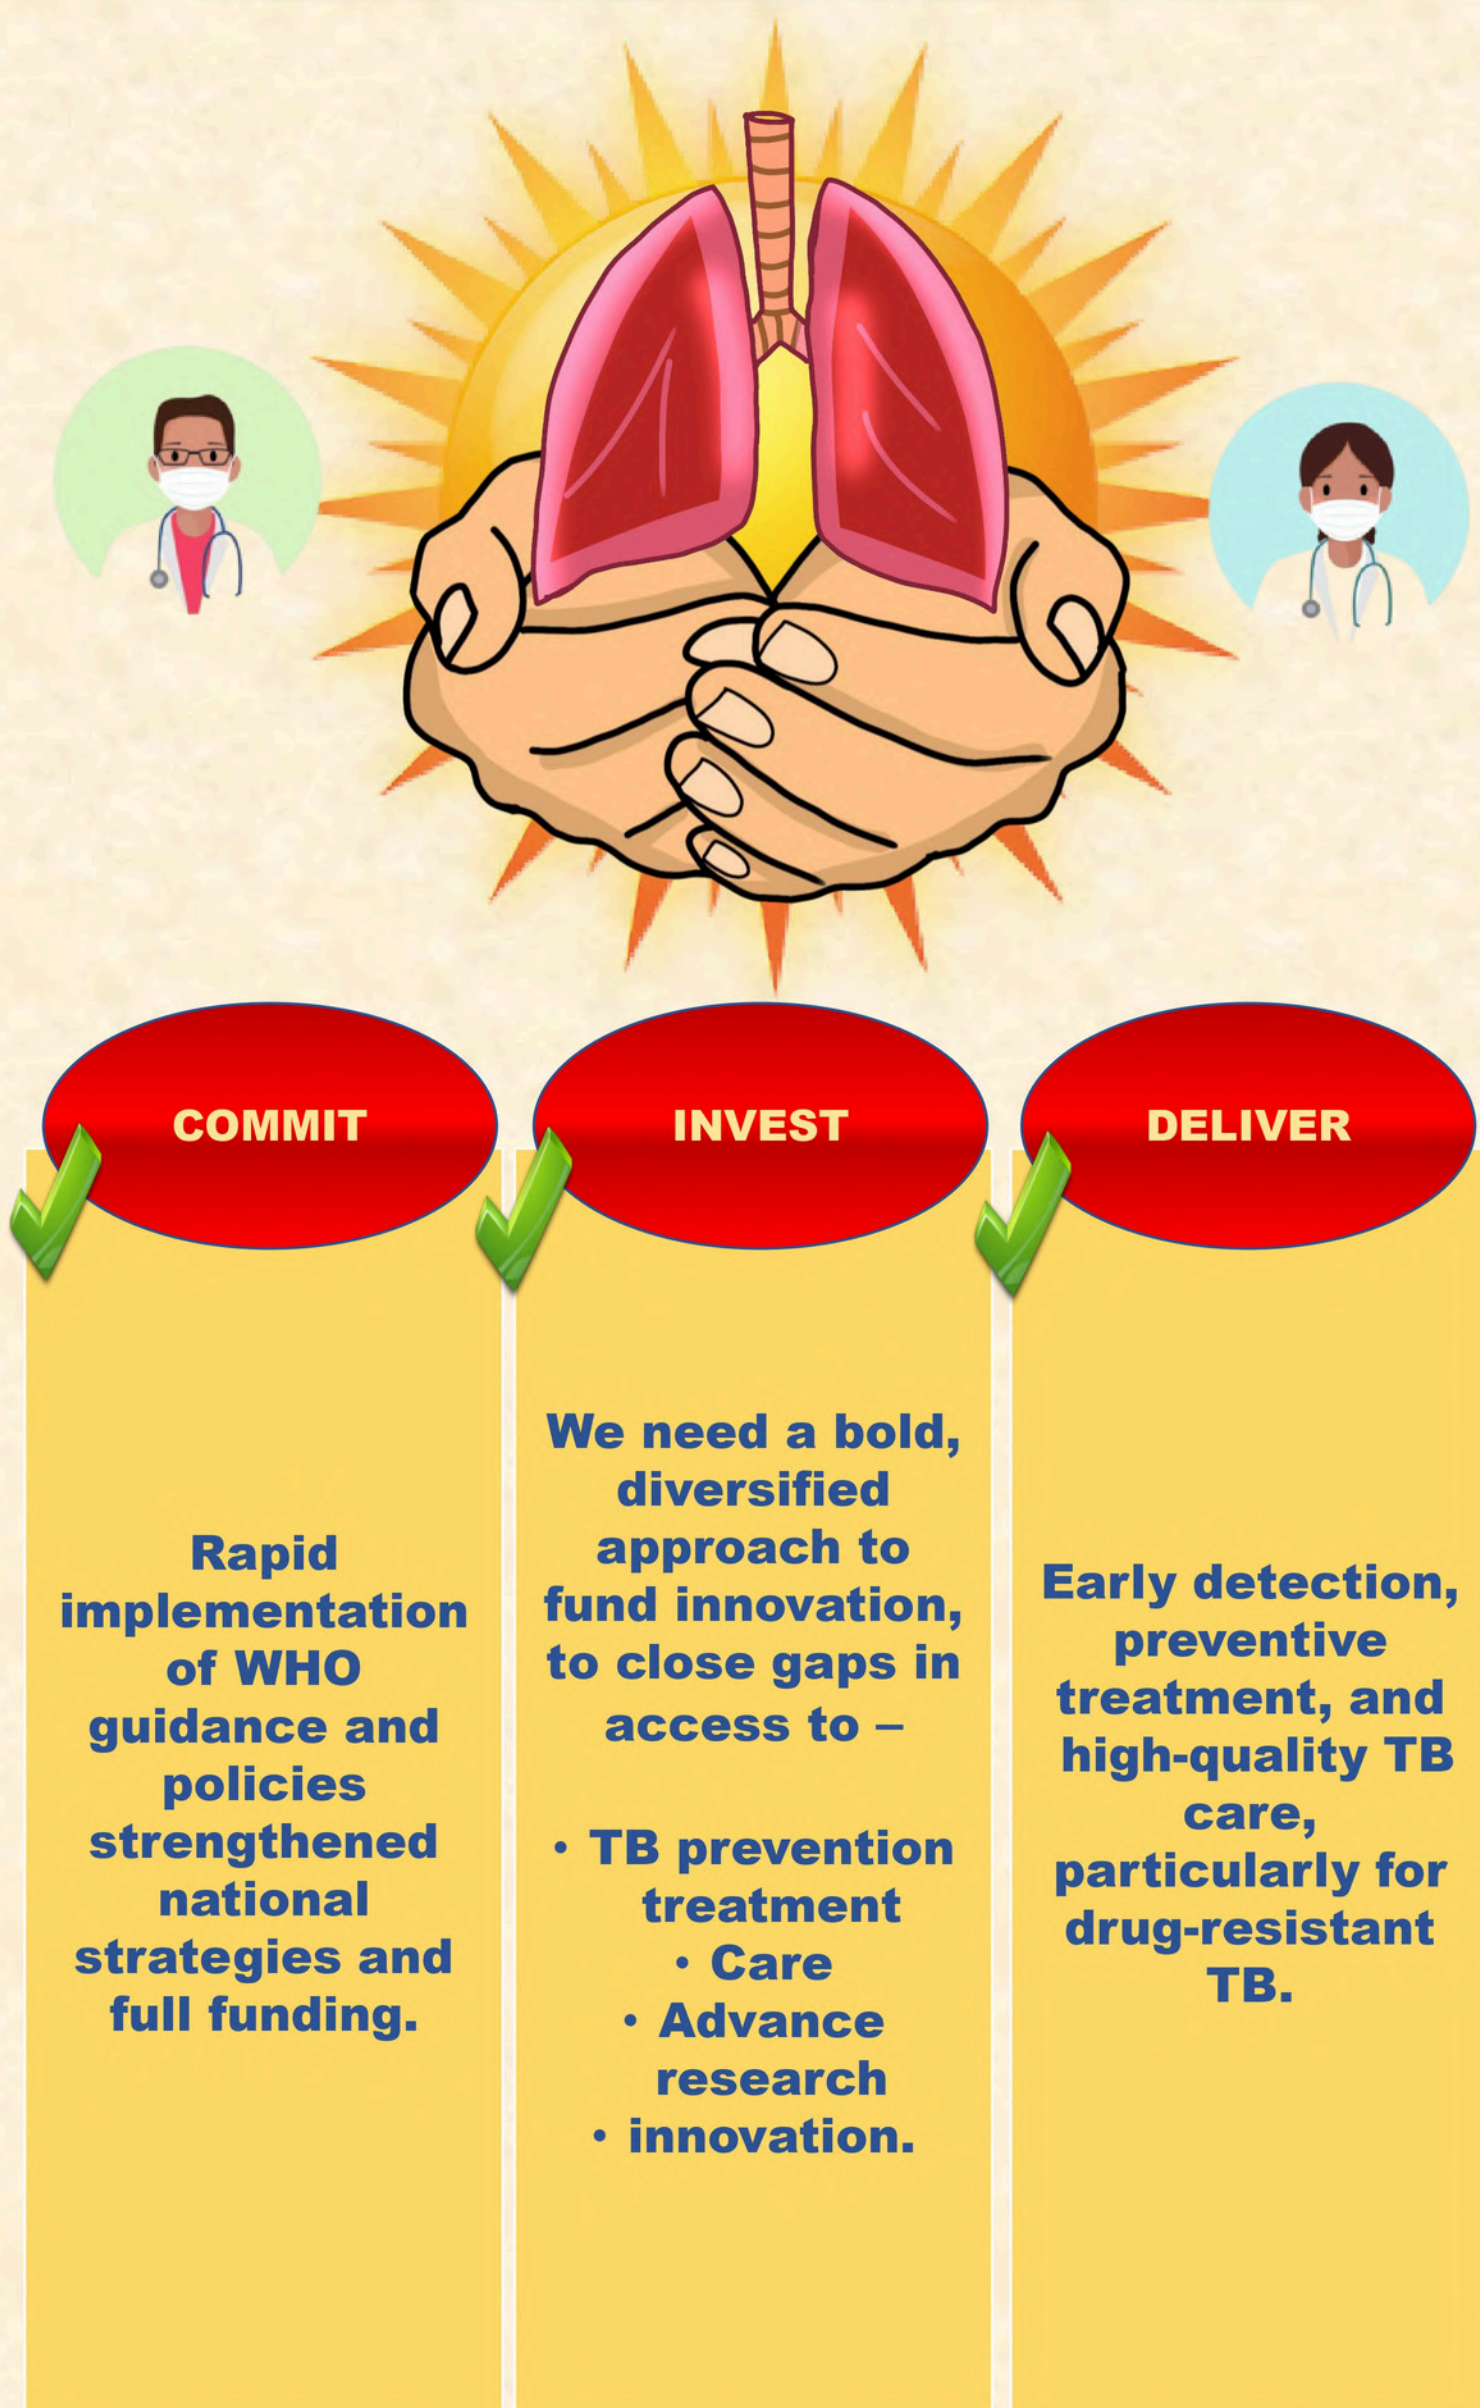 COMMIT
Rapid
implementation
of WHO
guidance and
policies
strengthened
national
strategies and
full funding.
INVEST
We need a bold,
diversified
approach to
fund innovation,
to close gaps in
access to –
• TB prevention
treatment
• Care
• Advance
research
• innovation.
DELIVER
Early detection,
preventive
treatment, and
high-quality TB
care,
particularly for
drug-resistant
TB.